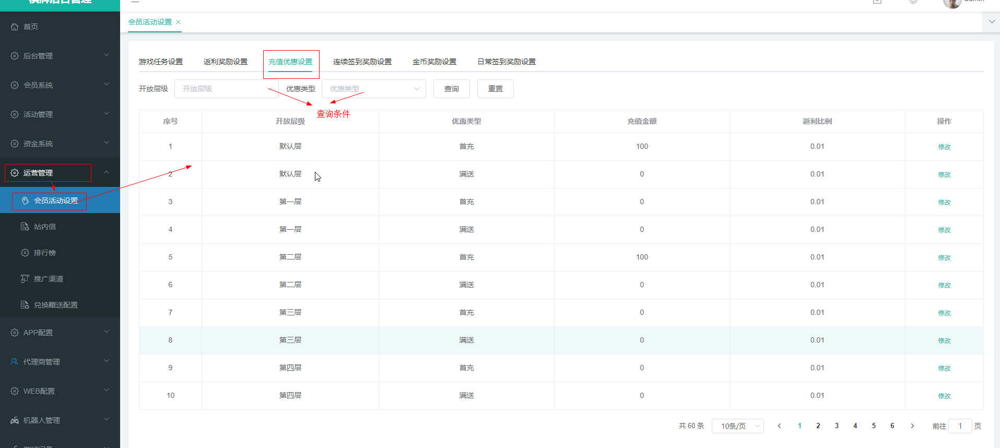 棋牌后台管理
admin
首页
后台管理
会员系统
活动管理
资金系统
运营管理
会员活动设置
站内信
排行榜
推广渠道
兑换赠送配置
APP配置
代理商管理
WEB配置
机器人管理
会员活动设置 ×
游戏任务设置 返利奖励设置 充值优惠设置 连续签到奖励设置 金币奖励设置 日常签到奖励设置
开放层级 开放层级 优惠类型 优惠类型 查询 重置
查询条件
序号 开放层级 优惠类型 充值金额 返利比例 操作
1 默认层 首充 100 0.01 修改
2 默认层 满送 0 0.01 修改
3 第一层 首充 0 0.01 修改
4 第一层 满送 0 0.01 修改
5 第二层 首充 100 0.01 修改
6 第二层 满送 0 0.01 修改
7 第三层 首充 0 0.01 修改
8 第三层 满送 0 0.01 修改
9 第四层 首充 0 0.01 修改
10 第四层 满送 0 0.01 修改
共 60 条 10条/页 1 2 3 4 5 6 前往 1 页